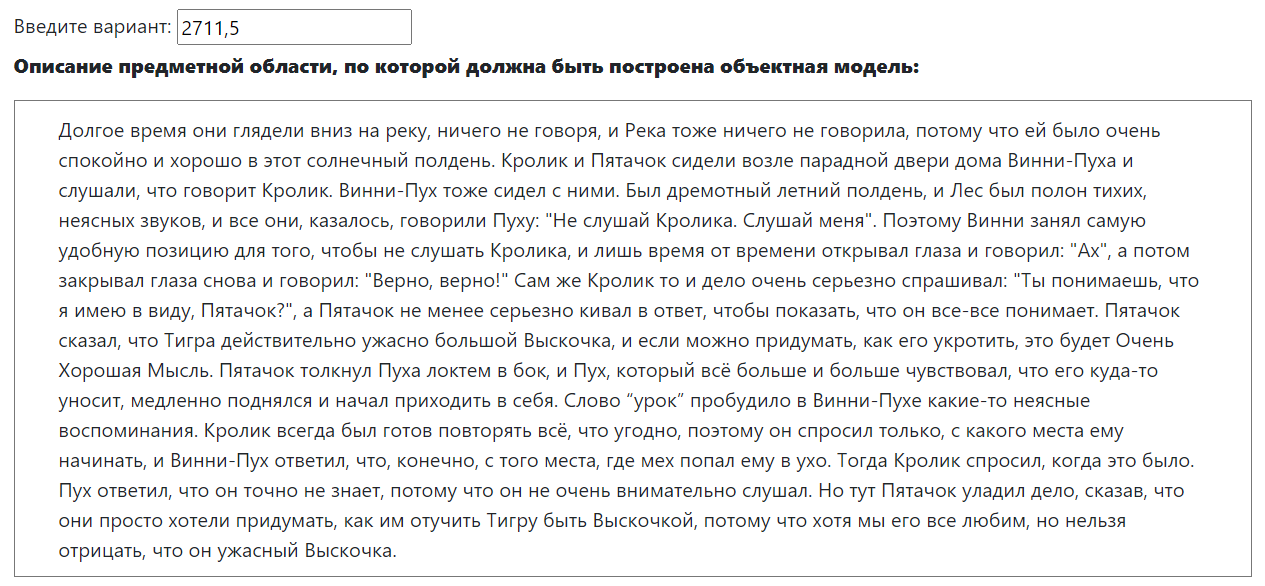 Введите вариант: 2711,5
Описание предметной области, по которой должна быть построена объектная модель:
Долгое время они глядели вниз на реку, ничего не говоря, и Река тоже ничего не говорила, потому что ей было очень
спокойно и хорошо в этот солнечный полдень. Кролик и Пятачок сидели возле парадной двери дома Винни-Пуха и
слушали, что говорит Кролик. Винни-Пух тоже сидел с ними. Был дремотный летний полдень, и Лес был полон тихих,
неясных звуков, и все они, казалось, говорили Пуху: "Не слушай Кролика. Слушай меня". Поэтому Винни занял самую
удобную позицию для того, чтобы не слушать Кролика, и лишь время от времени открывал глаза и говорил: "Ах", а потом
закрывал глаза снова и говорил: "Верно, верно!" Сам же Кролик то и дело очень серьезно спрашивал: "Ты понимаешь, что
я имею в виду, Пятачок?", а Пятачок не менее серьезно кивал в ответ, чтобы показать, что он все-все понимает. Пятачок
сказал, что Тигра действительно ужасно большой Выскочка, и если можно придумать, как его укротить, это будет Очень
Хорошая Мысль. Пятачок толкнул Пуха локтем в бок, и Пух, который всё больше и больше чувствовал, что его куда-то
уносит, медленно поднялся и начал приходить в себя. Слово “урок” пробудило в Винни-Пухе какие-то неясные
воспоминания. Кролик всегда был готов повторять всё, что угодно, поэтому он спросил только, с какого места ему
начинать, и Винни-Пух ответил, что, конечно, с того места, где мех попал ему в ухо. Тогда Кролик спросил, когда это было.
Пух ответил, что он точно не знает, потому что он не очень внимательно слушал. Но тут Пятачок уладил дело, сказав, что
они просто хотели придумать, как им отучить Тигру быть Выскочкой, потому что хотя мы его все любим, но нельзя
отрицать, что он ужасный Выскочка.